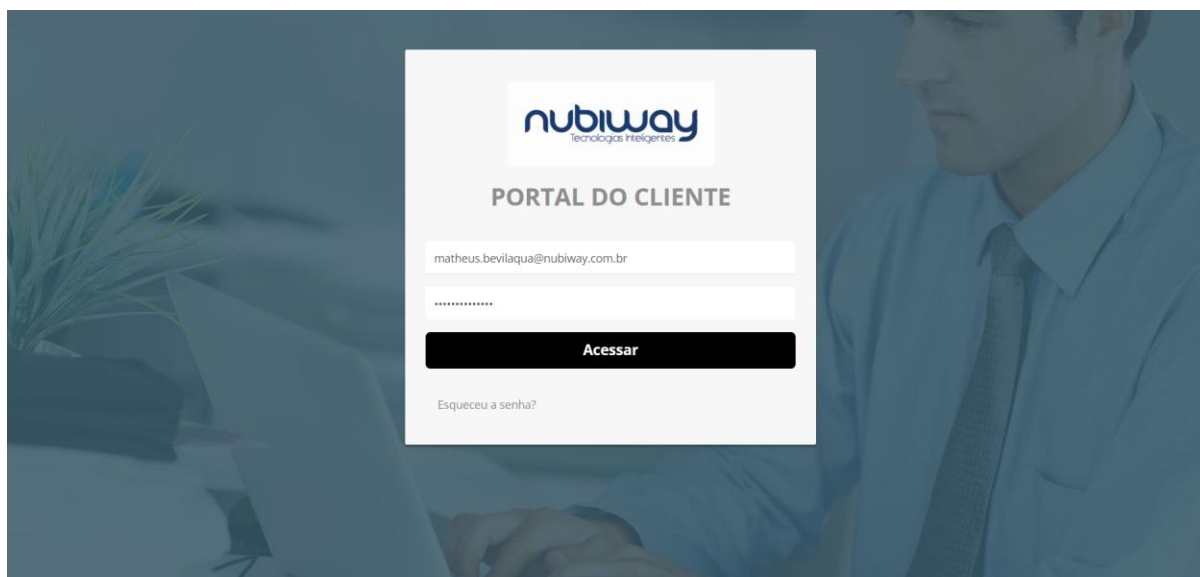 nubiway
Tecnologias Inteligentes
PORTAL DO CLIENTE
matheus.bevilaqua@nubiway.com.br
••••••••••••••
Acessar
Esqueceu a senha?